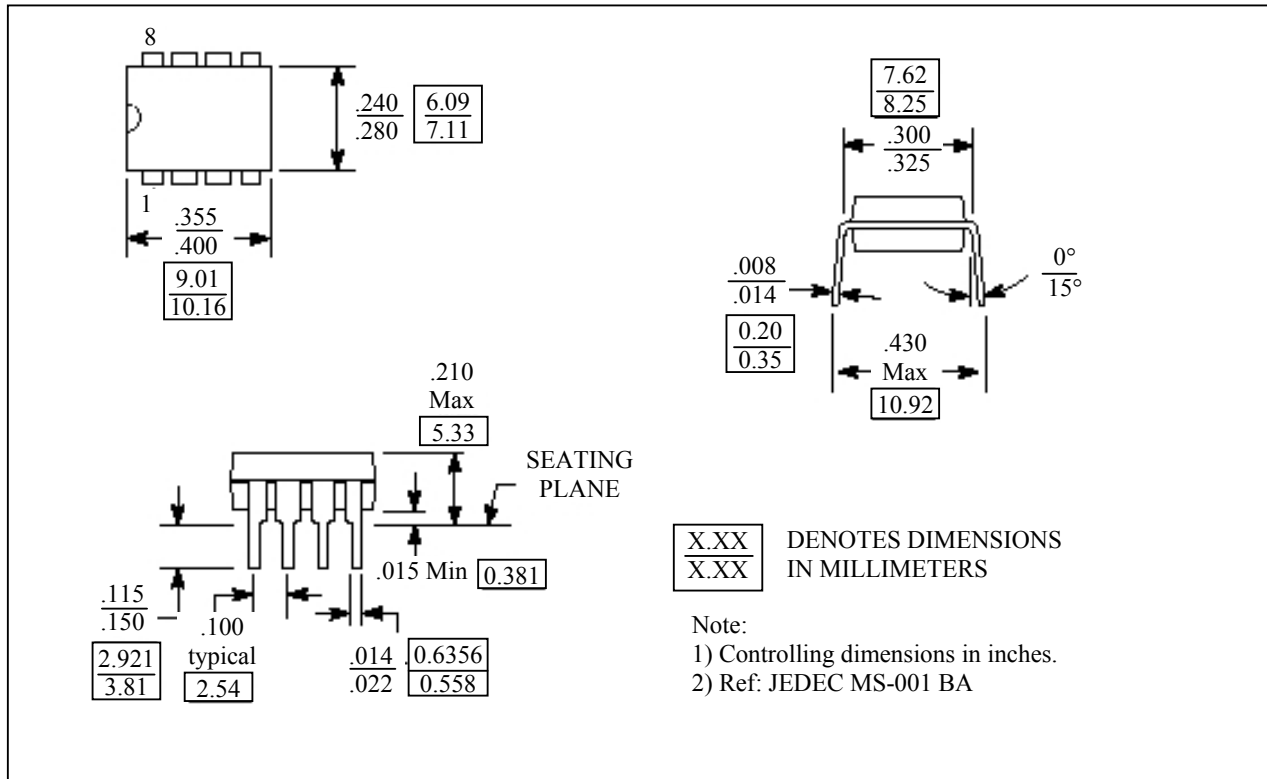 8
.240
.280
6.09
7.11
1
.355
.400
9.01
10.16
7.62
8.25
.300
.325
.008
.014
0.20
0.35
0°
15°
.430
Max
10.92
.210
Max
5.33
SEATING
PLANE
.015 Min
0.381
.115
.150
2.921
3.81
.100
typical
2.54
.014
.022
.0.6356
0.558
X.XX
X.XX
DENOTES DIMENSIONS
IN MILLIMETERS
Note:
1) Controlling dimensions in inches.
2) Ref: JEDEC MS-001 BA